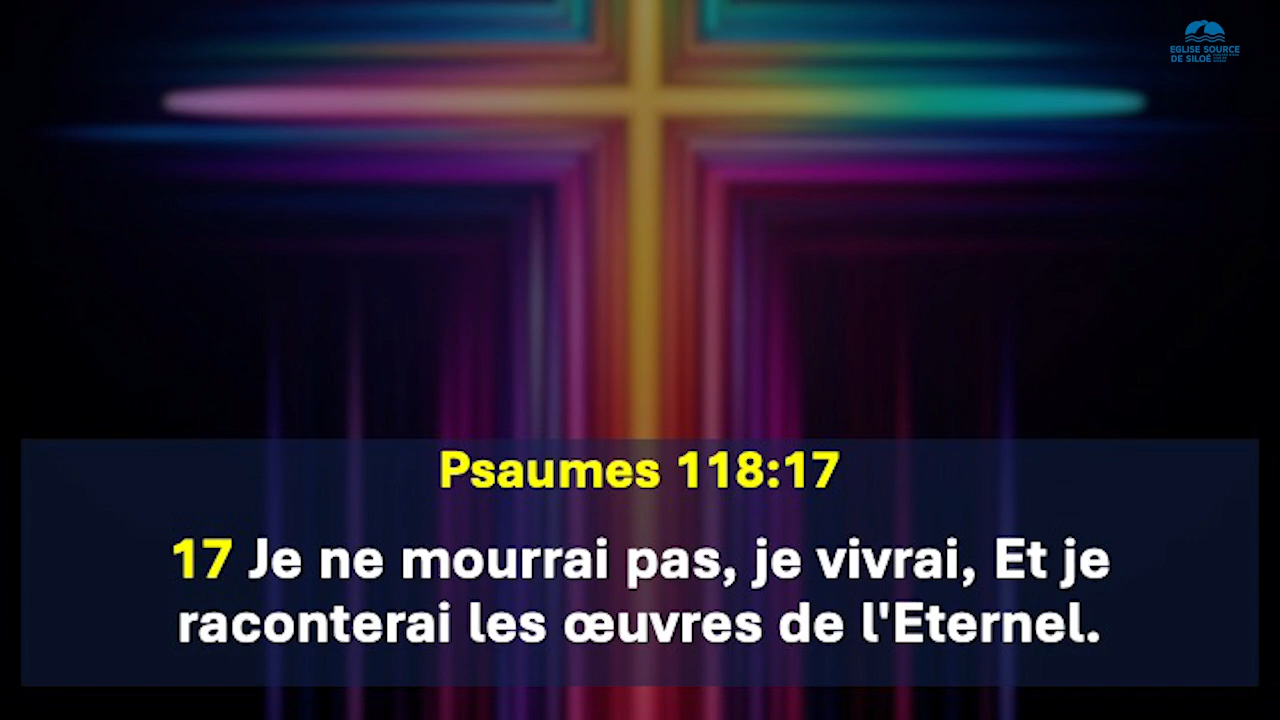 EGLISE SOURCE
DE SILOÉ
Psaumes 118:17
17 Je ne mourrai pas, je vivrai, Et je
raconterai les œuvres de l'Eternel.